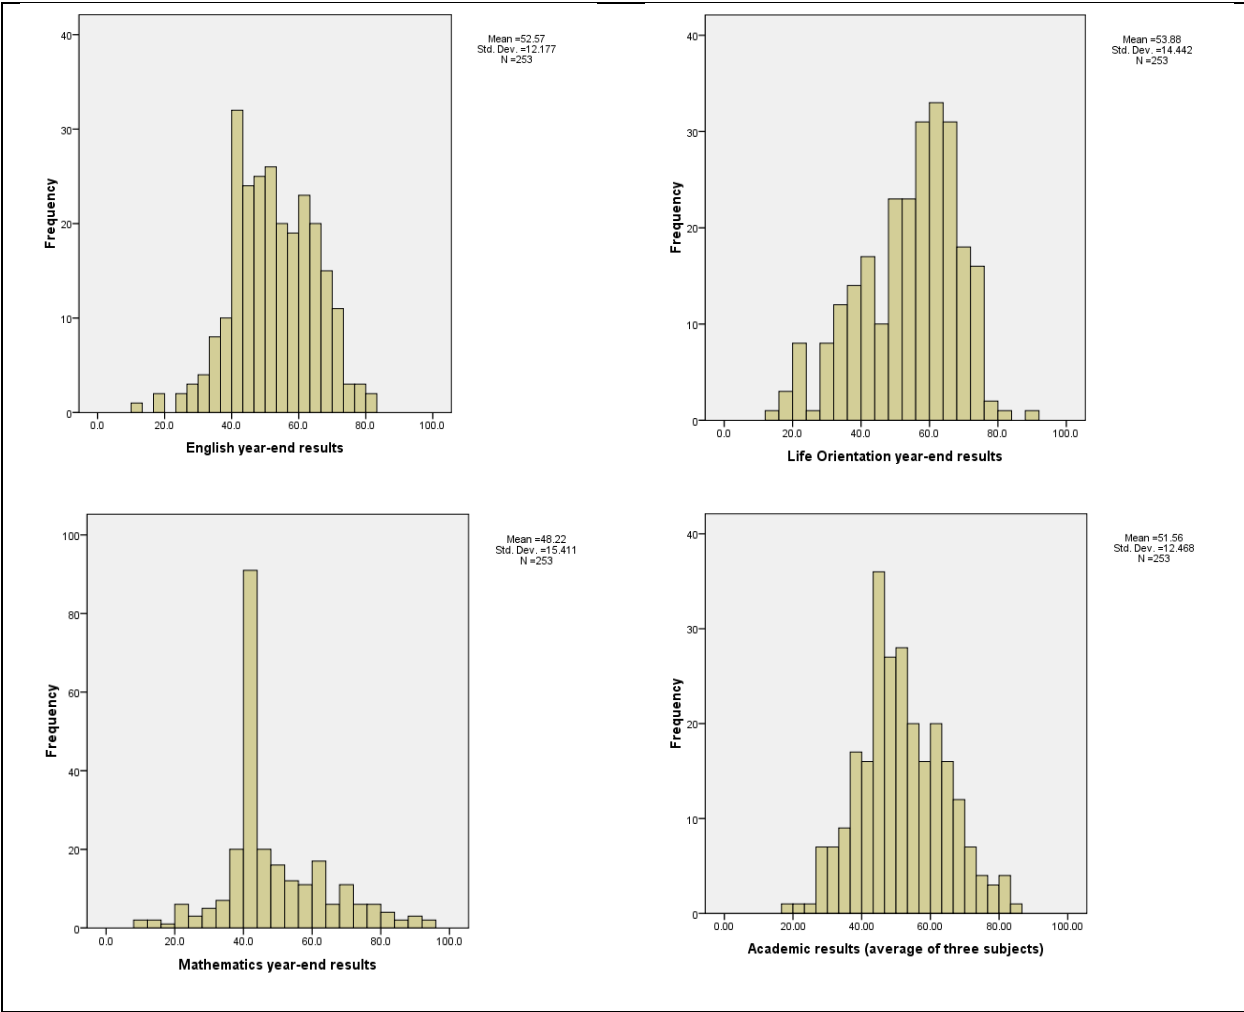 40
30
20
10
0
Frequency
0.0 20.0 40.0 60.0 80.0 100.0
English year-end results
Mean =52.57
Std. Dev. =12.177
N =253
40
30
20
10
0
Frequency
0.0 20.0 40.0 60.0 80.0 100.0
Life Orientation year-end results
Mean =53.88
Std. Dev. =14.442
N =253
100
80
60
40
20
0
Frequency
0.0 20.0 40.0 60.0 80.0 100.0
Mathematics year-end results
Mean =48.22
Std. Dev. =15.411
N =253
40
30
20
10
0
Frequency
0.00 20.00 40.00 60.00 80.00 100.00
Academic results (average of three subjects)
Mean =51.56
Std. Dev. =12.468
N =253